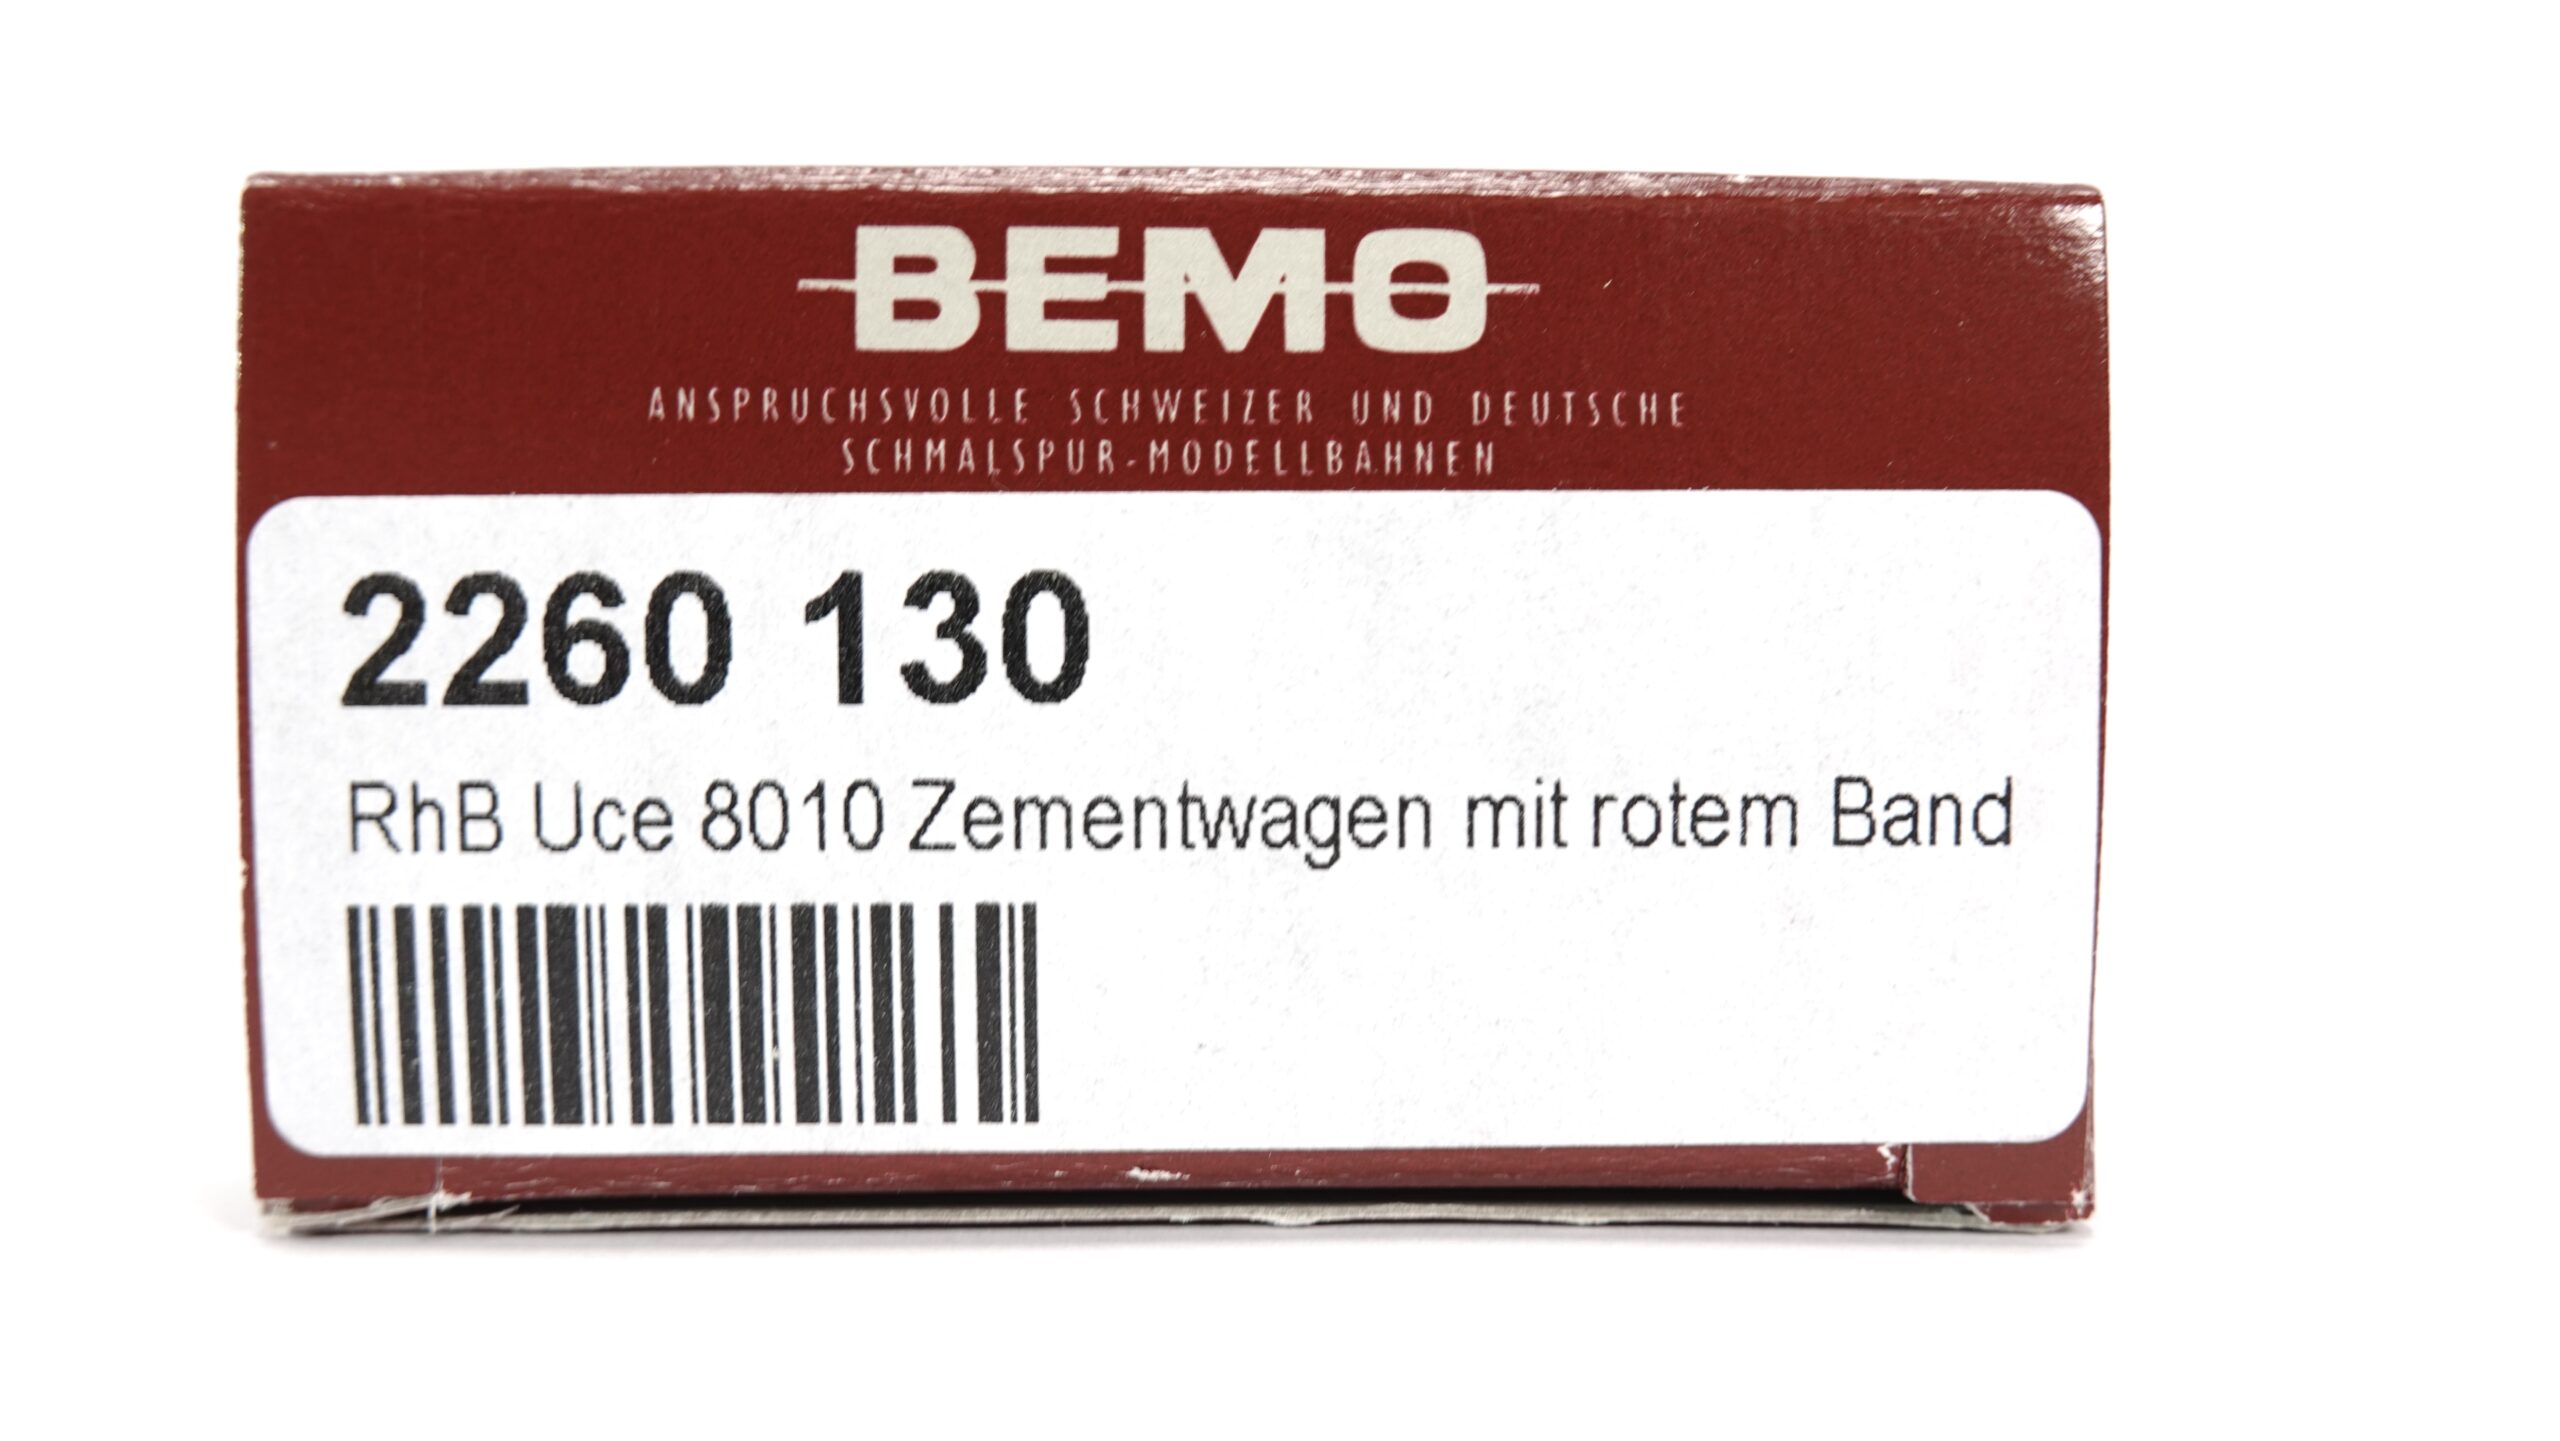 BEMO
ANSPRUCHSVOLLE SCHWEIZER UND DEUTSCHE
SCHMALSPUR-MODELLBAHNEN
2260 130
RhB Uce 8010 Zementwagen mit rotem Band